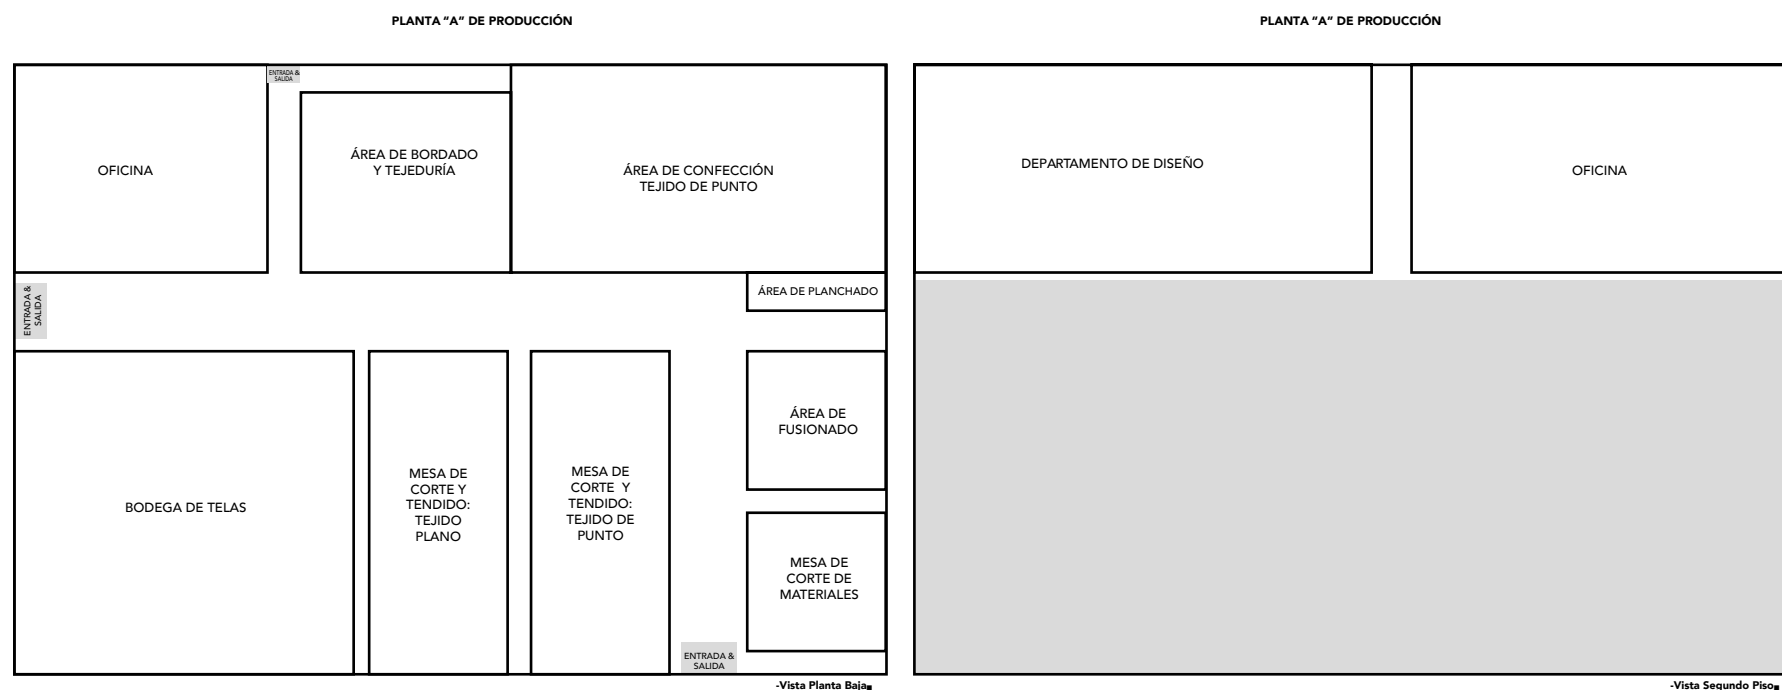 PLANTA “A” DE PRODUCCIÓN
ENTRADA &
SALIDA
OFICINA
ÁREA DE BORDADO
Y TEJEDURÍA
ÁREA DE CONFECCIÓN
TEJIDO DE PUNTO
ENTRADA &
SALIDA
ÁREA DE PLANCHADO
BODEGA DE TELAS
MESA DE
CORTE Y
TENDIDO:
TEJIDO
PLANO
MESA DE
CORTE Y
TENDIDO:
TEJIDO DE
PUNTO
ÁREA DE
FUSIONADO
MESA DE
CORTE DE
MATERIALES
ENTRADA &
SALIDA
-Vista Planta Baja
PLANTA “A” DE PRODUCCIÓN
DEPARTAMENTO DE DISEÑO
OFICINA
-Vista Segundo Piso